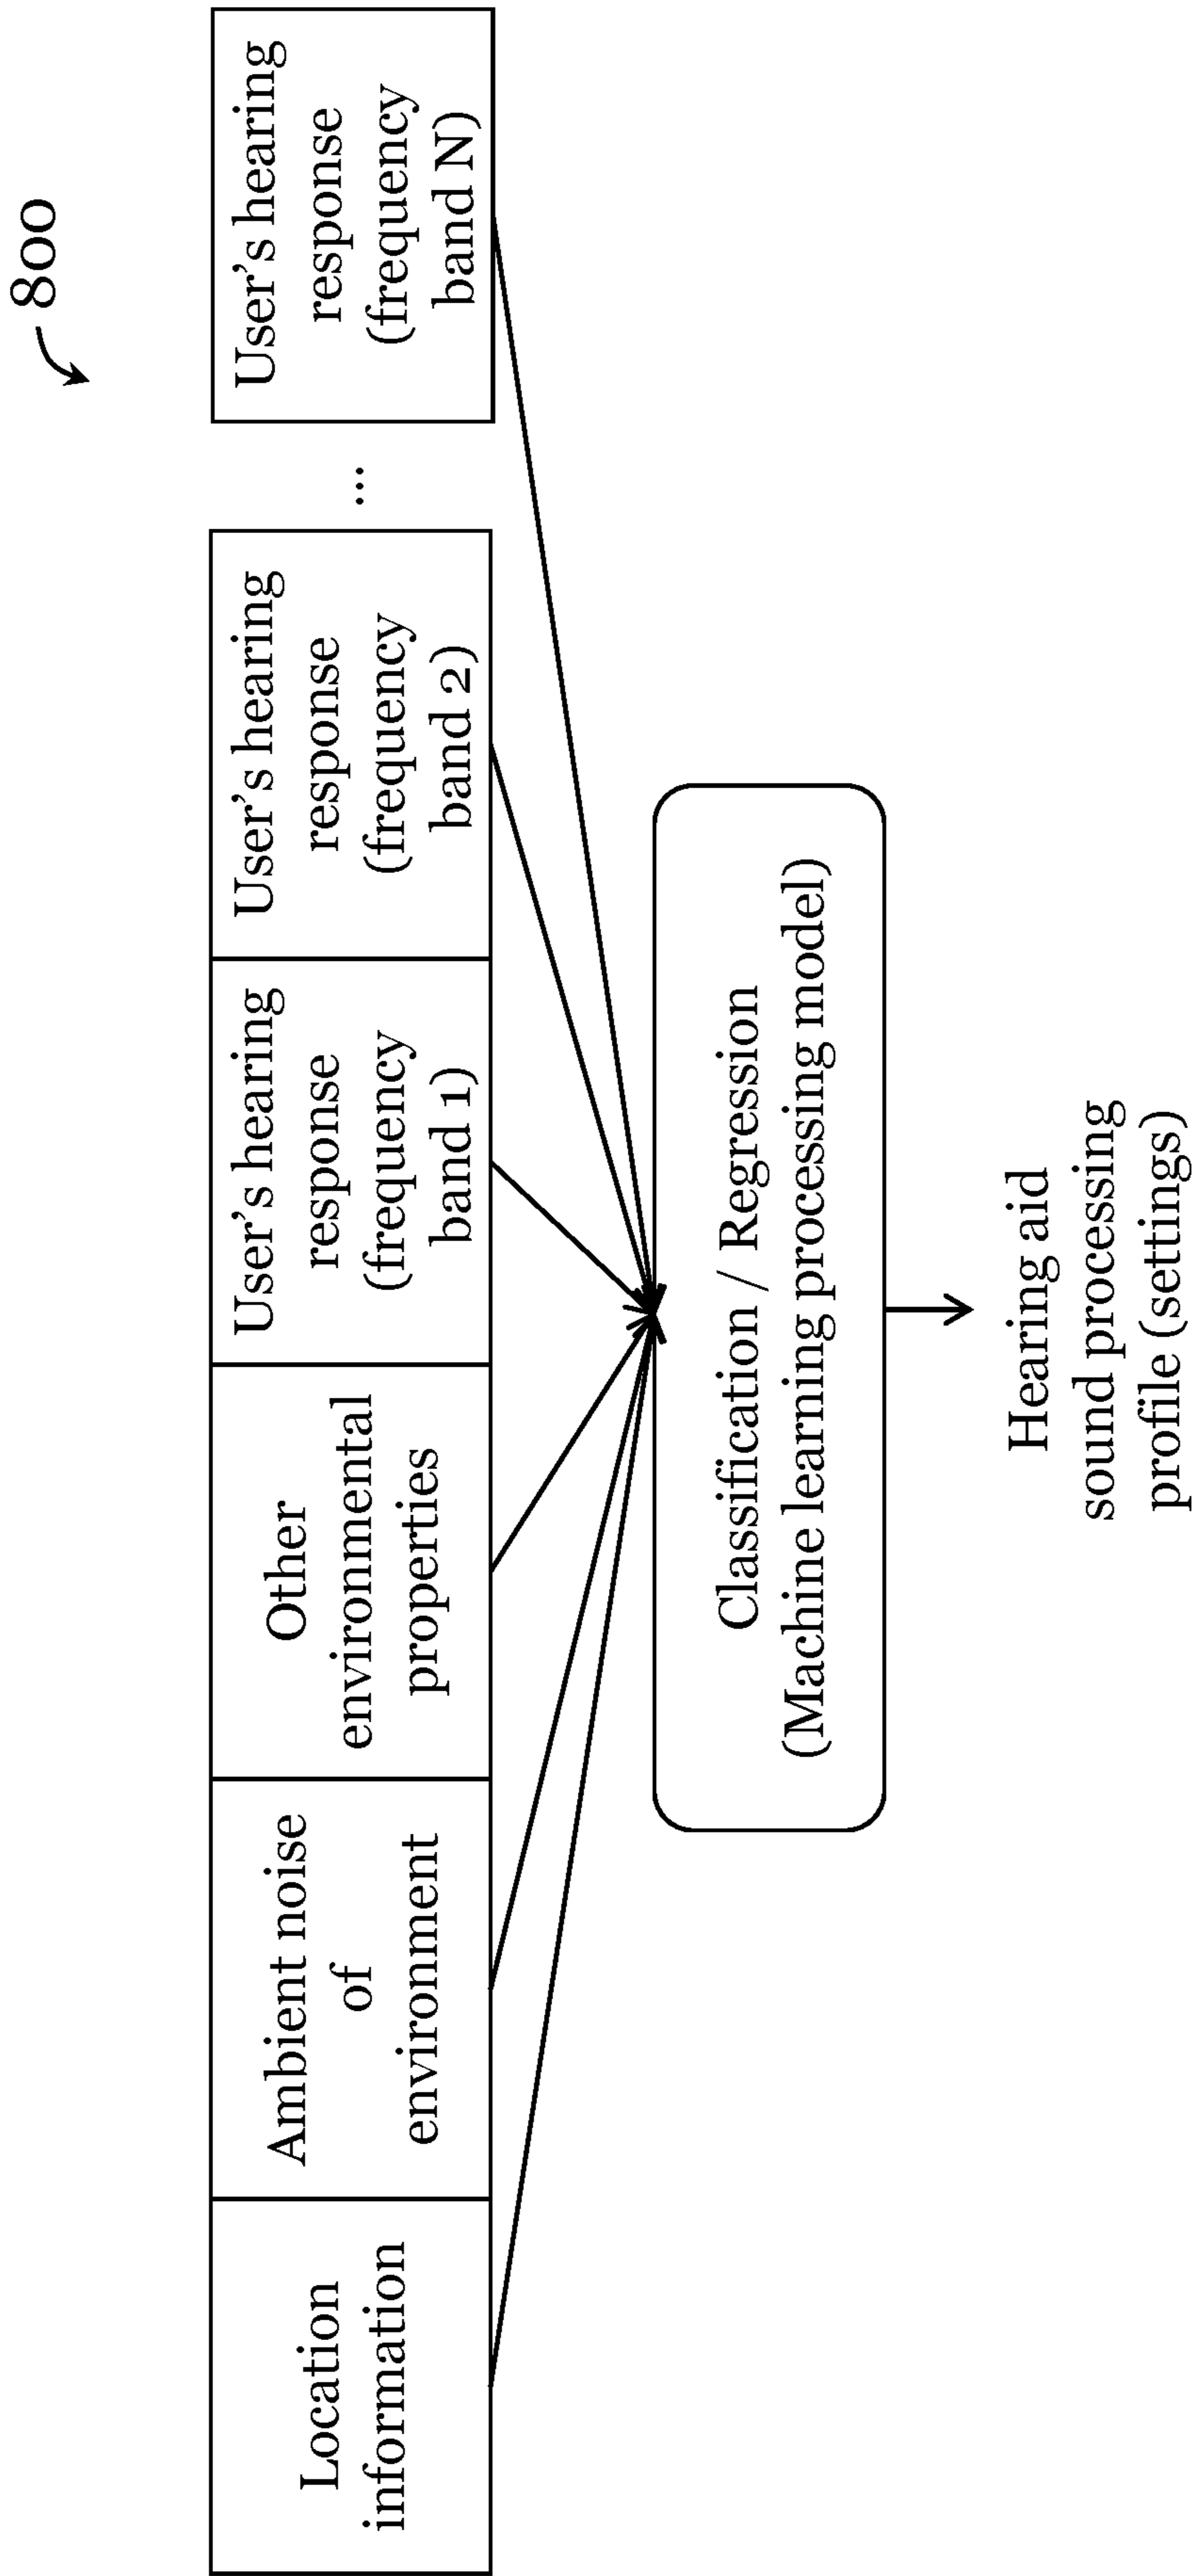 800
Location
information
Ambient noise
of
environment
Other
environmental
properties
User’s hearing
response
(frequency
band 1)
User’s hearing
response
(frequency
band 2)
...
User’s hearing
response
(frequency
band N)
Classification / Regression
(Machine learning processing model)
Hearing aid
sound processing
profile (settings)